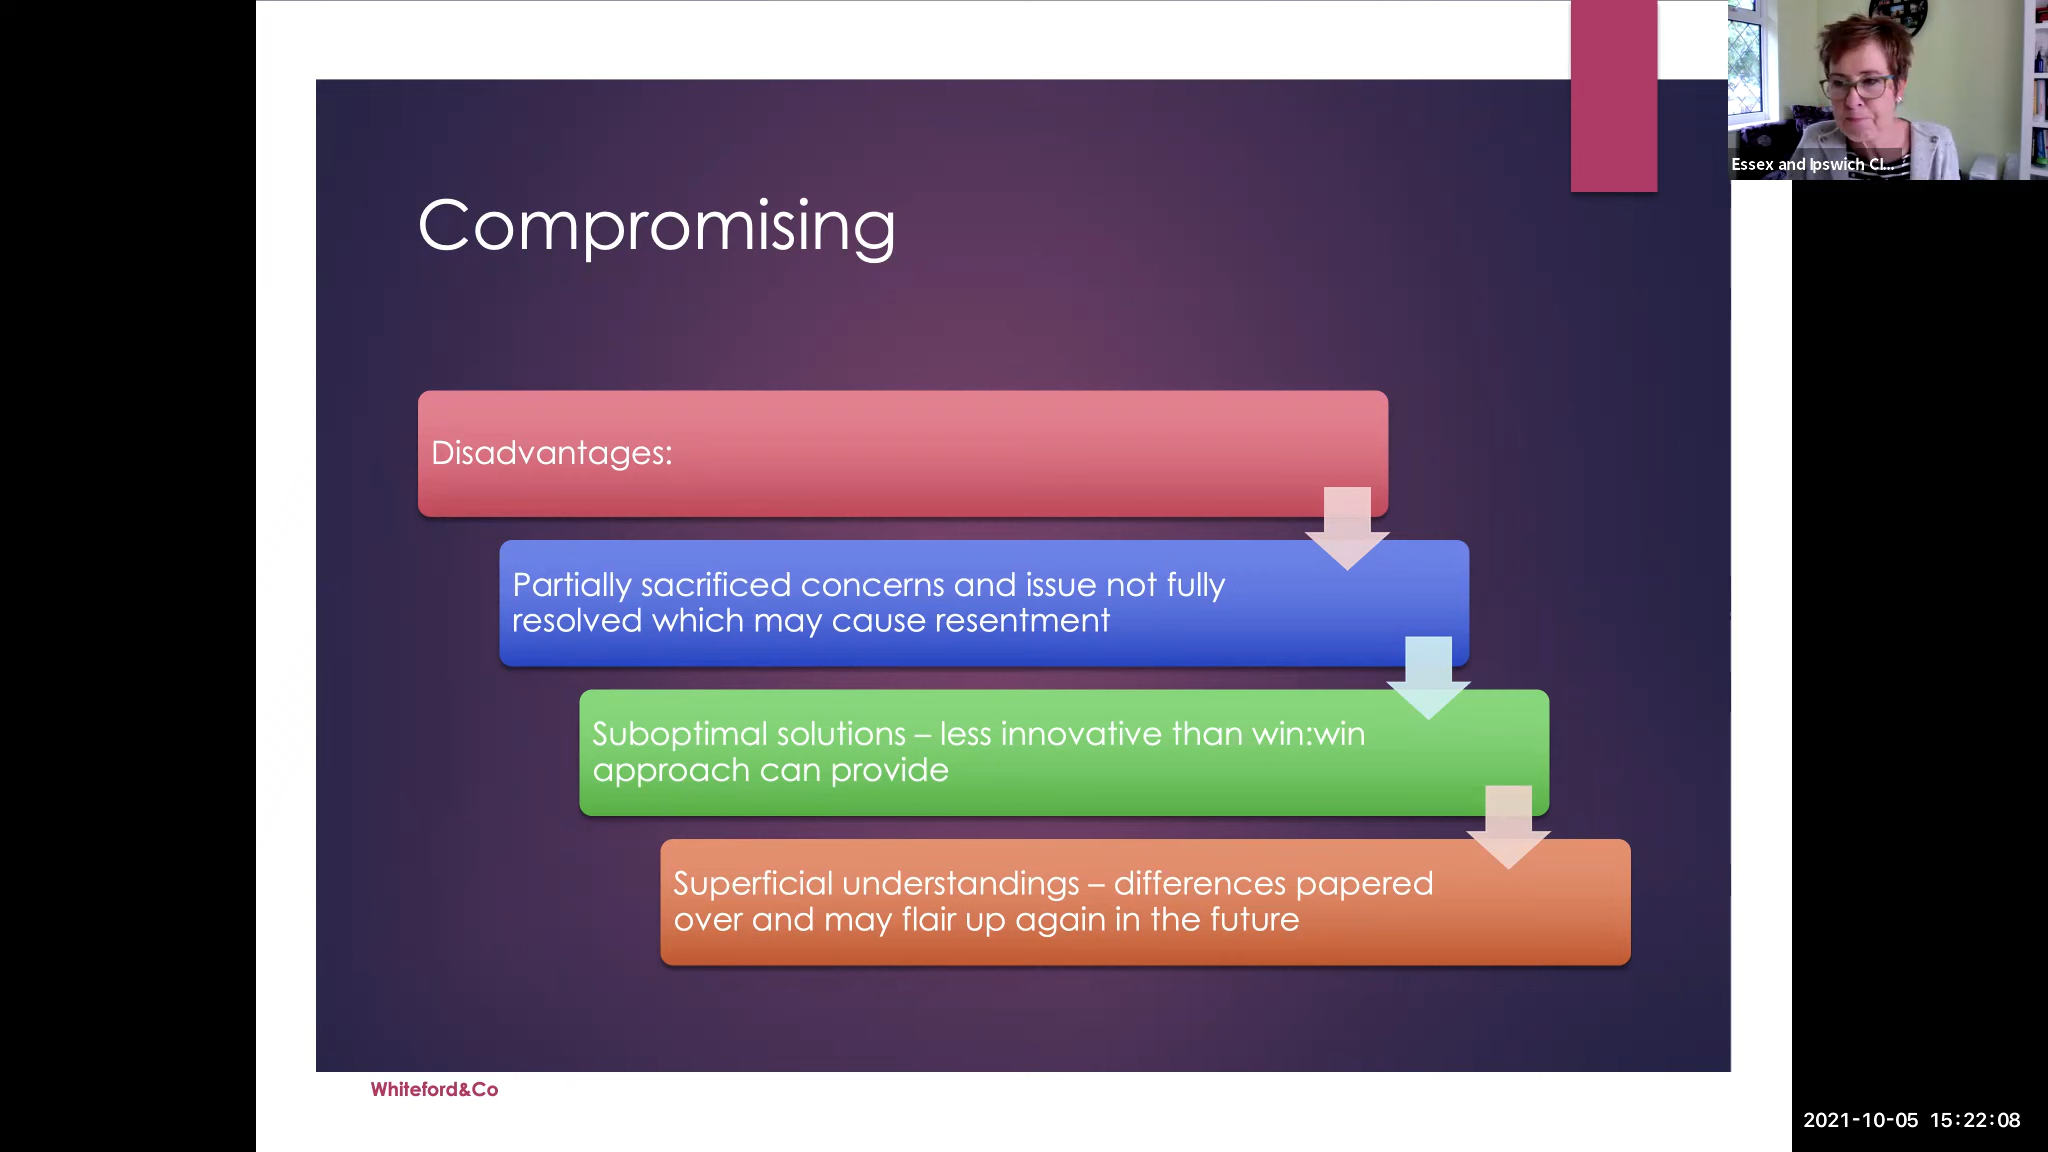 Compromising
Disadvantages:
Partially sacrificed concerns and issue not fully
resolved which may cause resentment
Suboptimal solutions – less innovative than win:win
approach can provide
Superficial understandings – differences papered
over and may flair up again in the future
Whiteford&Co
Essex and Ipswich Cl...
2021-10-05 15:22:08